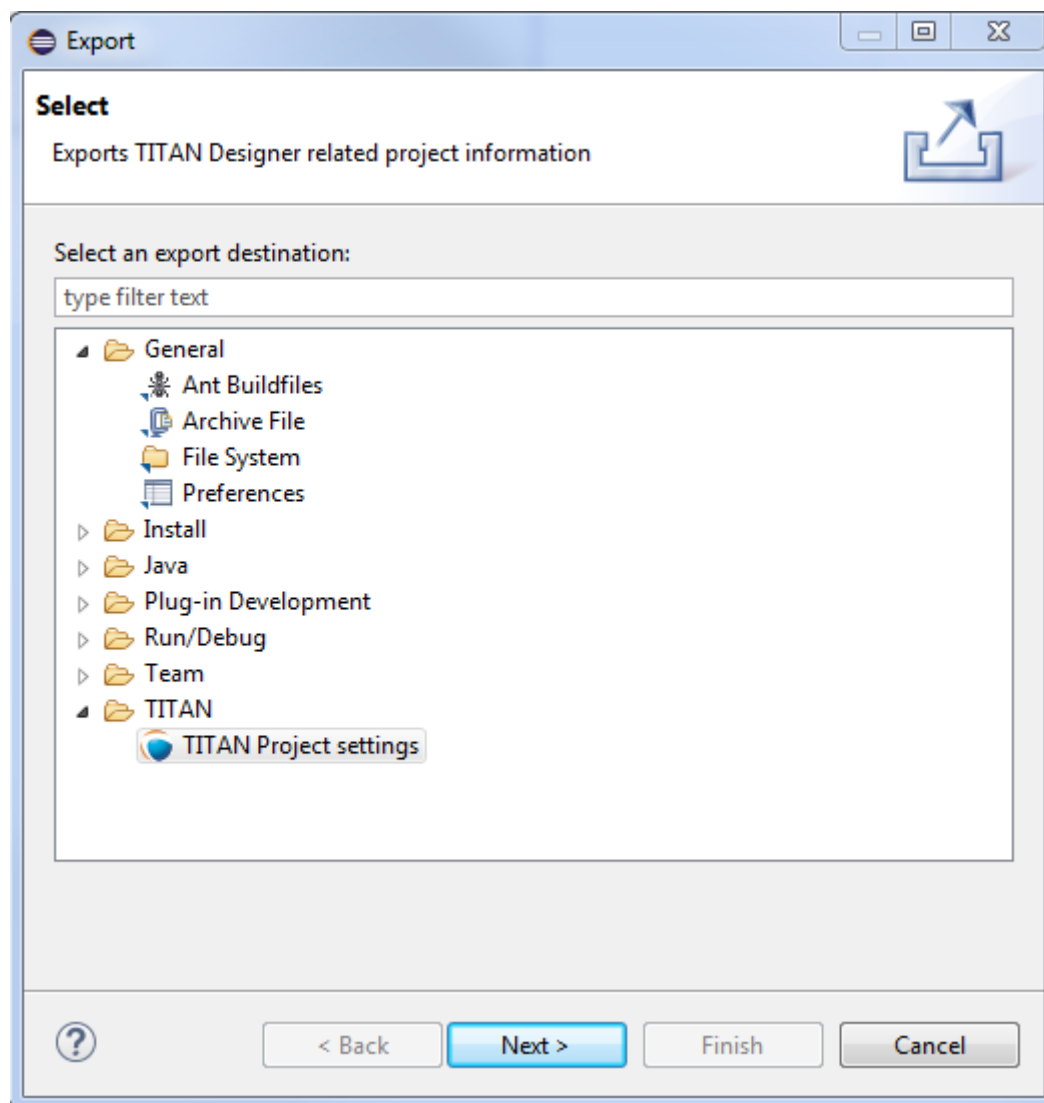 Export
Select
Exports TITAN Designer related project information
Select an export destination:
type filter text
General
Ant Buildfiles
Archive File
File System
Preferences
Install
Java
Plug-in Development
Run/Debug
Team
TITAN
TITAN Project settings
? < Back Next > Finish Cancel